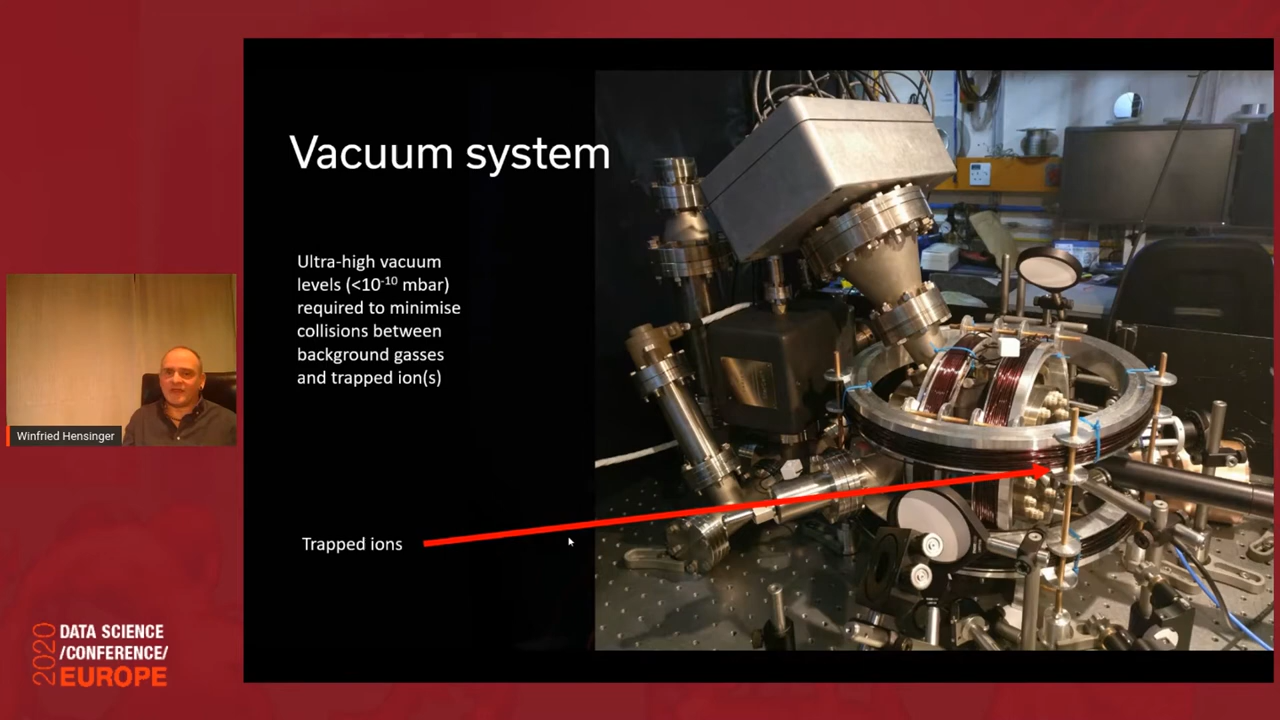 Vacuum system
Ultra-high vacuum
levels (<10⁻¹⁰ mbar)
required to minimise
collisions between
background gasses
and trapped ion(s)
Trapped ions
Winfried Hensinger
2020
DATA SCIENCE
/CONFERENCE/
EUROPE